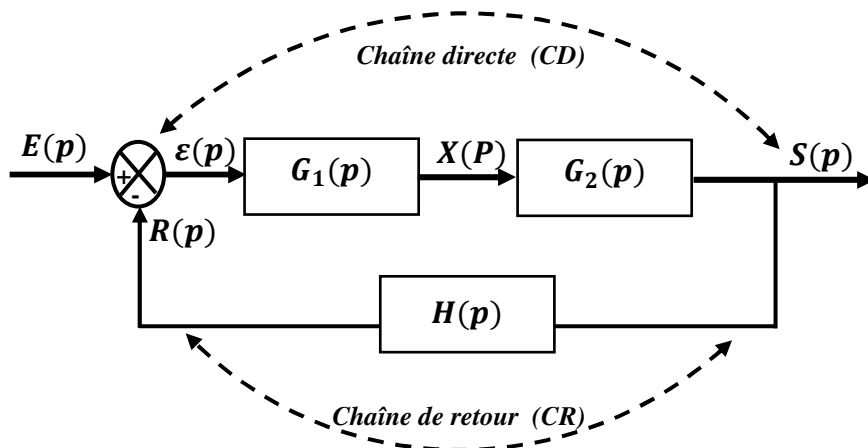 Chaîne directe (CD)
E(p)
ε(p)
G₁(p)
X(P)
G₂(p)
S(p)
+
-
R(p)
H(p)
Chaîne de retour (CR)